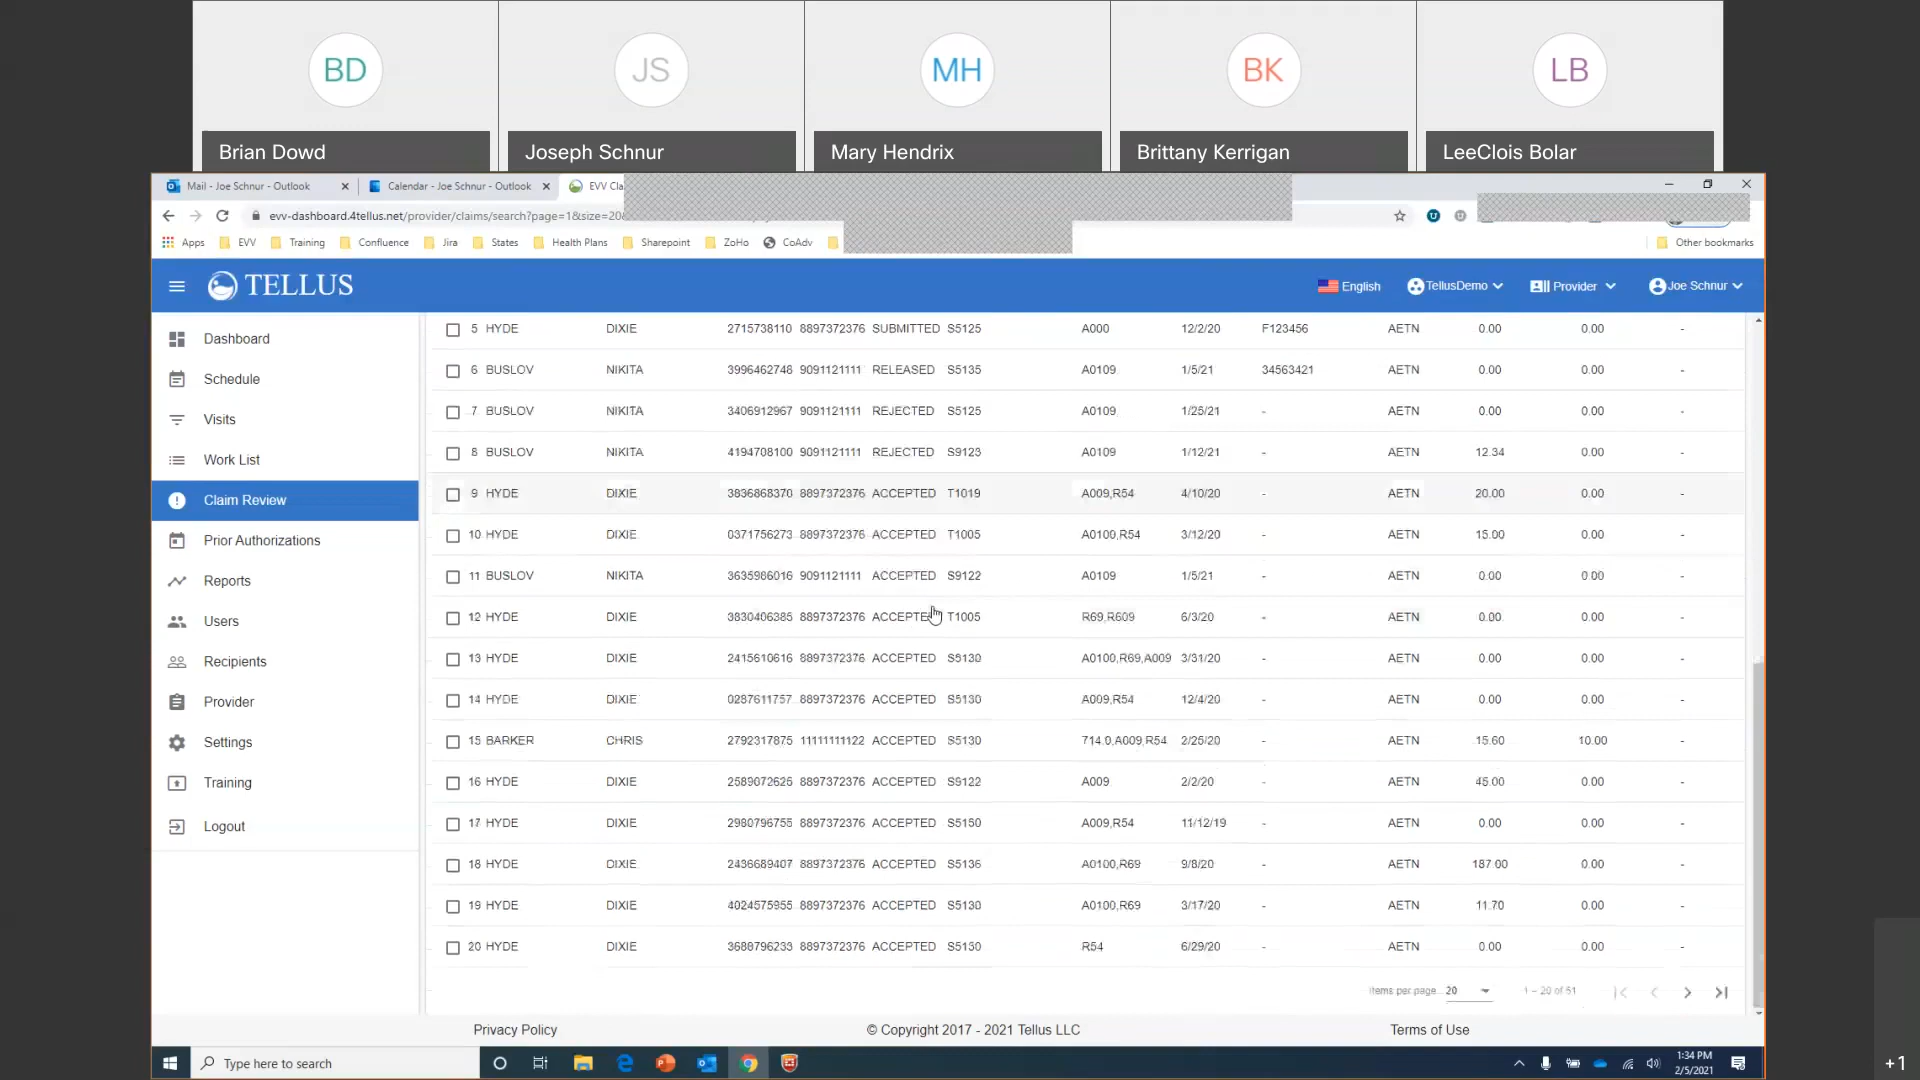 BD JS MH BK LB
Brian Dowd Joseph Schnur Mary Hendrix Brittany Kerrigan LeeClois Bolar
Mail - Joe Schnur - Outlook Calendar - Joe Schnur - Outlook EVV Cla
evv-dashboard.4tellus.net/provider/claims/search?page=1&size=20&
Apps EVV Training Confluence Jira States Health Plans Sharepoint ZoHo CoAdv Other bookmarks
TELLUS English TellusDemo Provider Joe Schnur
Dashboard
Schedule
Visits
Work List
Claim Review
Prior Authorizations
Reports
Users
Recipients
Provider
Settings
Training
Logout
5 HYDE DIXIE 2715738110 8897372376 SUBMITTED S5125 A000 12/2/20 F123456 AETN 0.00 0.00 -
6 BUSLOV NIKITA 3996462746 9091121111 RELEASED S5135 A0109 1/5/21 34563421 AETN 0.00 0.00 -
7 BUSLOV NIKITA 3406912967 9091121111 REJECTED S5125 A0109 1/25/21 - AETN 0.00 0.00 -
8 BUSLOV NIKITA 4194708100 9091121111 REJECTED S9123 A0109 1/12/21 - AETN 12.34 0.00 -
9 HYDE DIXIE 3836868370 8897372376 ACCEPTED T1019 A009,R54 4/10/20 - AETN 20.00 0.00 -
10 HYDE DIXIE 0371756273 8897372376 ACCEPTED T1005 A0100,R54 3/12/20 - AETN 15.00 0.00 -
11 BUSLOV NIKITA 3635986016 9091121111 ACCEPTED S9122 A0109 1/5/21 - AETN 0.00 0.00 -
12 HYDE DIXIE 3830406385 8897372376 ACCEPTED T1005 R69,R609 6/3/20 - AETN 0.00 0.00 -
13 HYDE DIXIE 2415610616 8897372376 ACCEPTED S5130 A0100,R69,A009 3/31/20 - AETN 0.00 0.00 -
14 HYDE DIXIE 0287611757 8897372376 ACCEPTED S5130 A009,R54 12/4/20 - AETN 0.00 0.00 -
15 BARKER CHRIS 2792317875 11111111122 ACCEPTED S5130 714.0,A009,R54 2/25/20 - AETN 15.60 10.00 -
16 HYDE DIXIE 2589072625 8897372376 ACCEPTED S9122 A009 2/2/20 - AETN 45.00 0.00 -
17 HYDE DIXIE 2980796755 8897372376 ACCEPTED S5150 A009,R54 11/12/19 - AETN 0.00 0.00 -
18 HYDE DIXIE 2436689407 8897372376 ACCEPTED S5136 A0100,R69 9/8/20 - AETN 187.00 0.00 -
19 HYDE DIXIE 4024575955 8897372376 ACCEPTED S5130 A0100,R69 3/17/20 - AETN 11.70 0.00 -
20 HYDE DIXIE 3688796233 8897372376 ACCEPTED S5130 R54 6/29/20 - AETN 0.00 0.00 -
Items per page 20 1 – 20 of 51
Privacy Policy © Copyright 2017 - 2021 Tellus LLC Terms of Use
Type here to search
1:34 PM
2/5/2021
+1